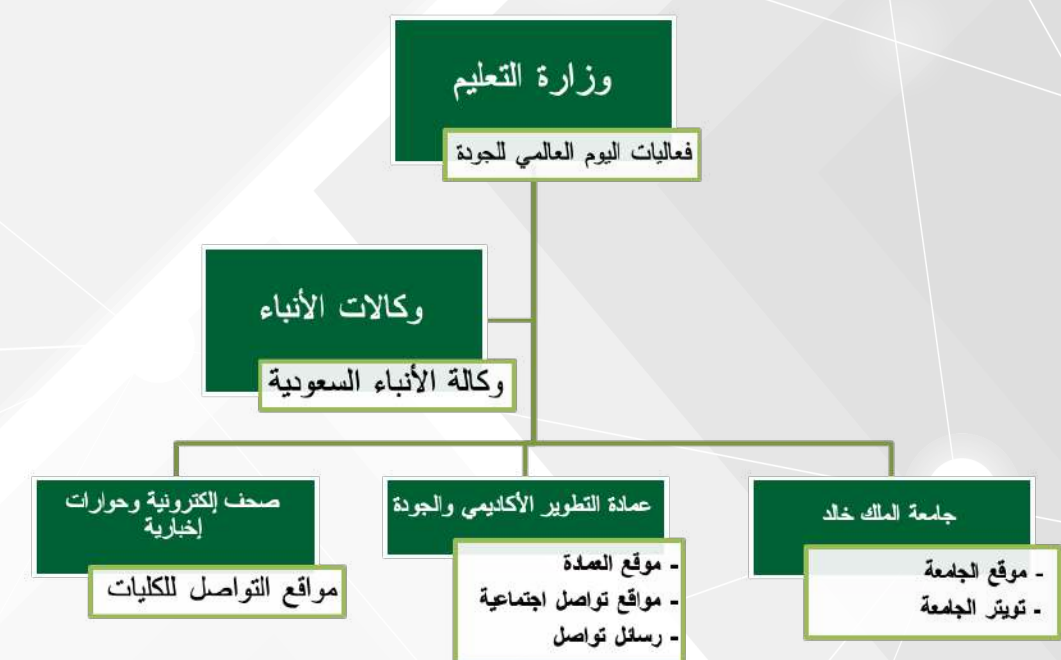 وزارة التعليم
فعاليات اليوم العالمي للجودة
وكالات الأنباء
وكالة الأنباء السعودية
جامعة الملك خالد
- موقع الجامعة
- تويتر الجامعة
عمادة التطوير الأكاديمي والجودة
- موقع العمادة
- مواقع تواصل اجتماعية
- رسائل تواصل
صحف إلكترونية وحوارات
إخبارية
مواقع التواصل للكليات